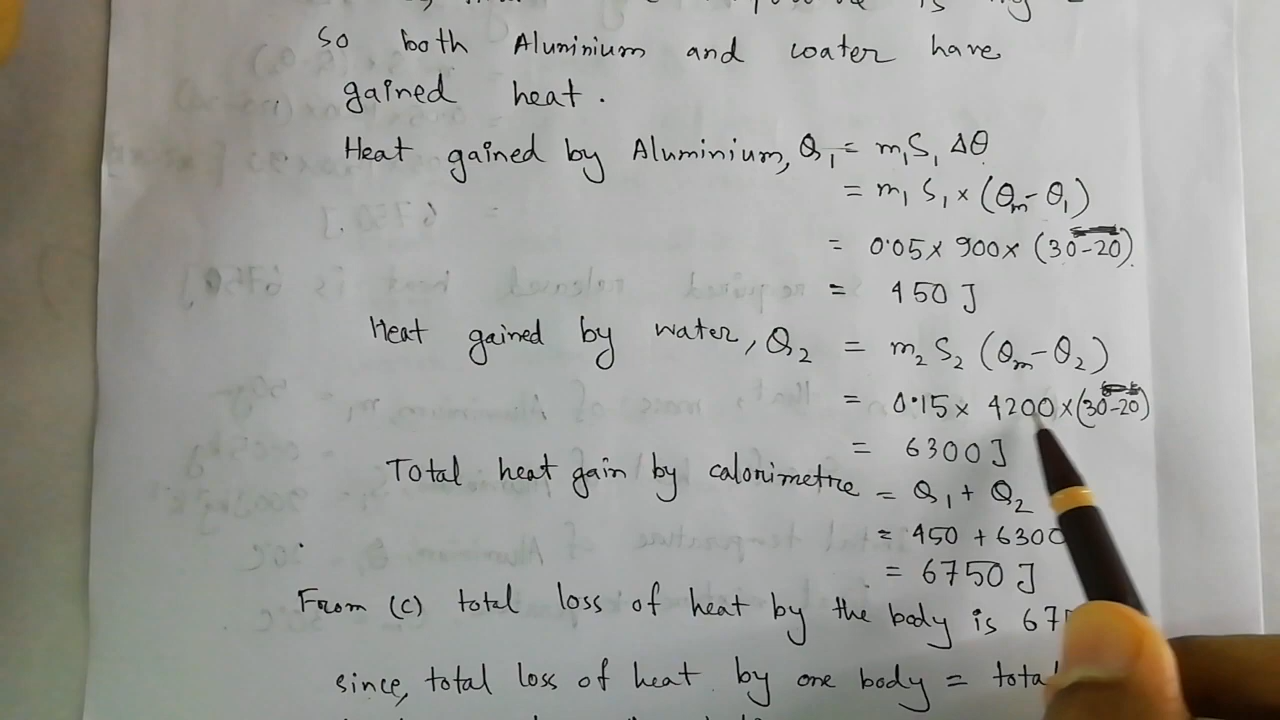 So both Aluminium and water have
gained heat.
Heat gained by Aluminium, Q₁ = m₁S₁ Δθ
= m₁ S₁ × (θₘ-θ₁)
= 0.05 × 900 × (30-20)
= 450 J
Heat gained by water, Q₂ = m₂ S₂ (θₘ-θ₂)
= 0.15 × 4200 × (30-20)
= 6300 J
Total heat gain by calorimetre = Q₁ + Q₂
= 450 + 6300
= 6750 J
From (c) total loss of heat by the body is 675
since, total loss of heat by one body = total